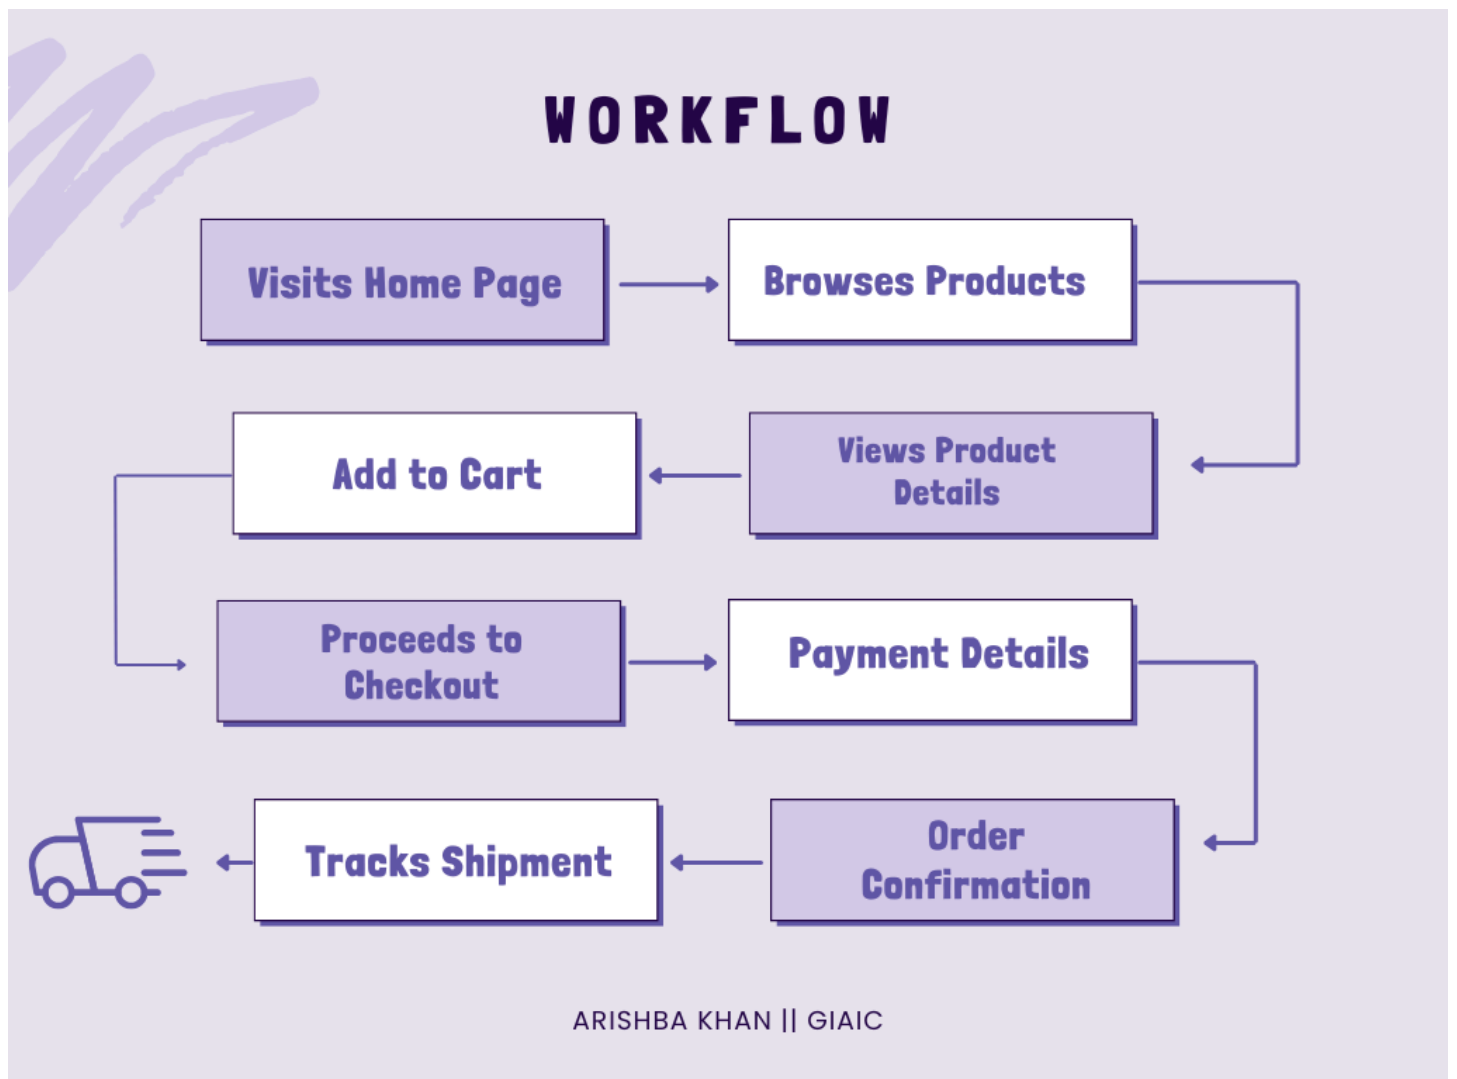 WORKFLOW
Visits Home Page
Browses Products
Views Product
Details
Add to Cart
Proceeds to
Checkout
Payment Details
Order
Confirmation
Tracks Shipment
ARISHBA KHAN || GIAIC